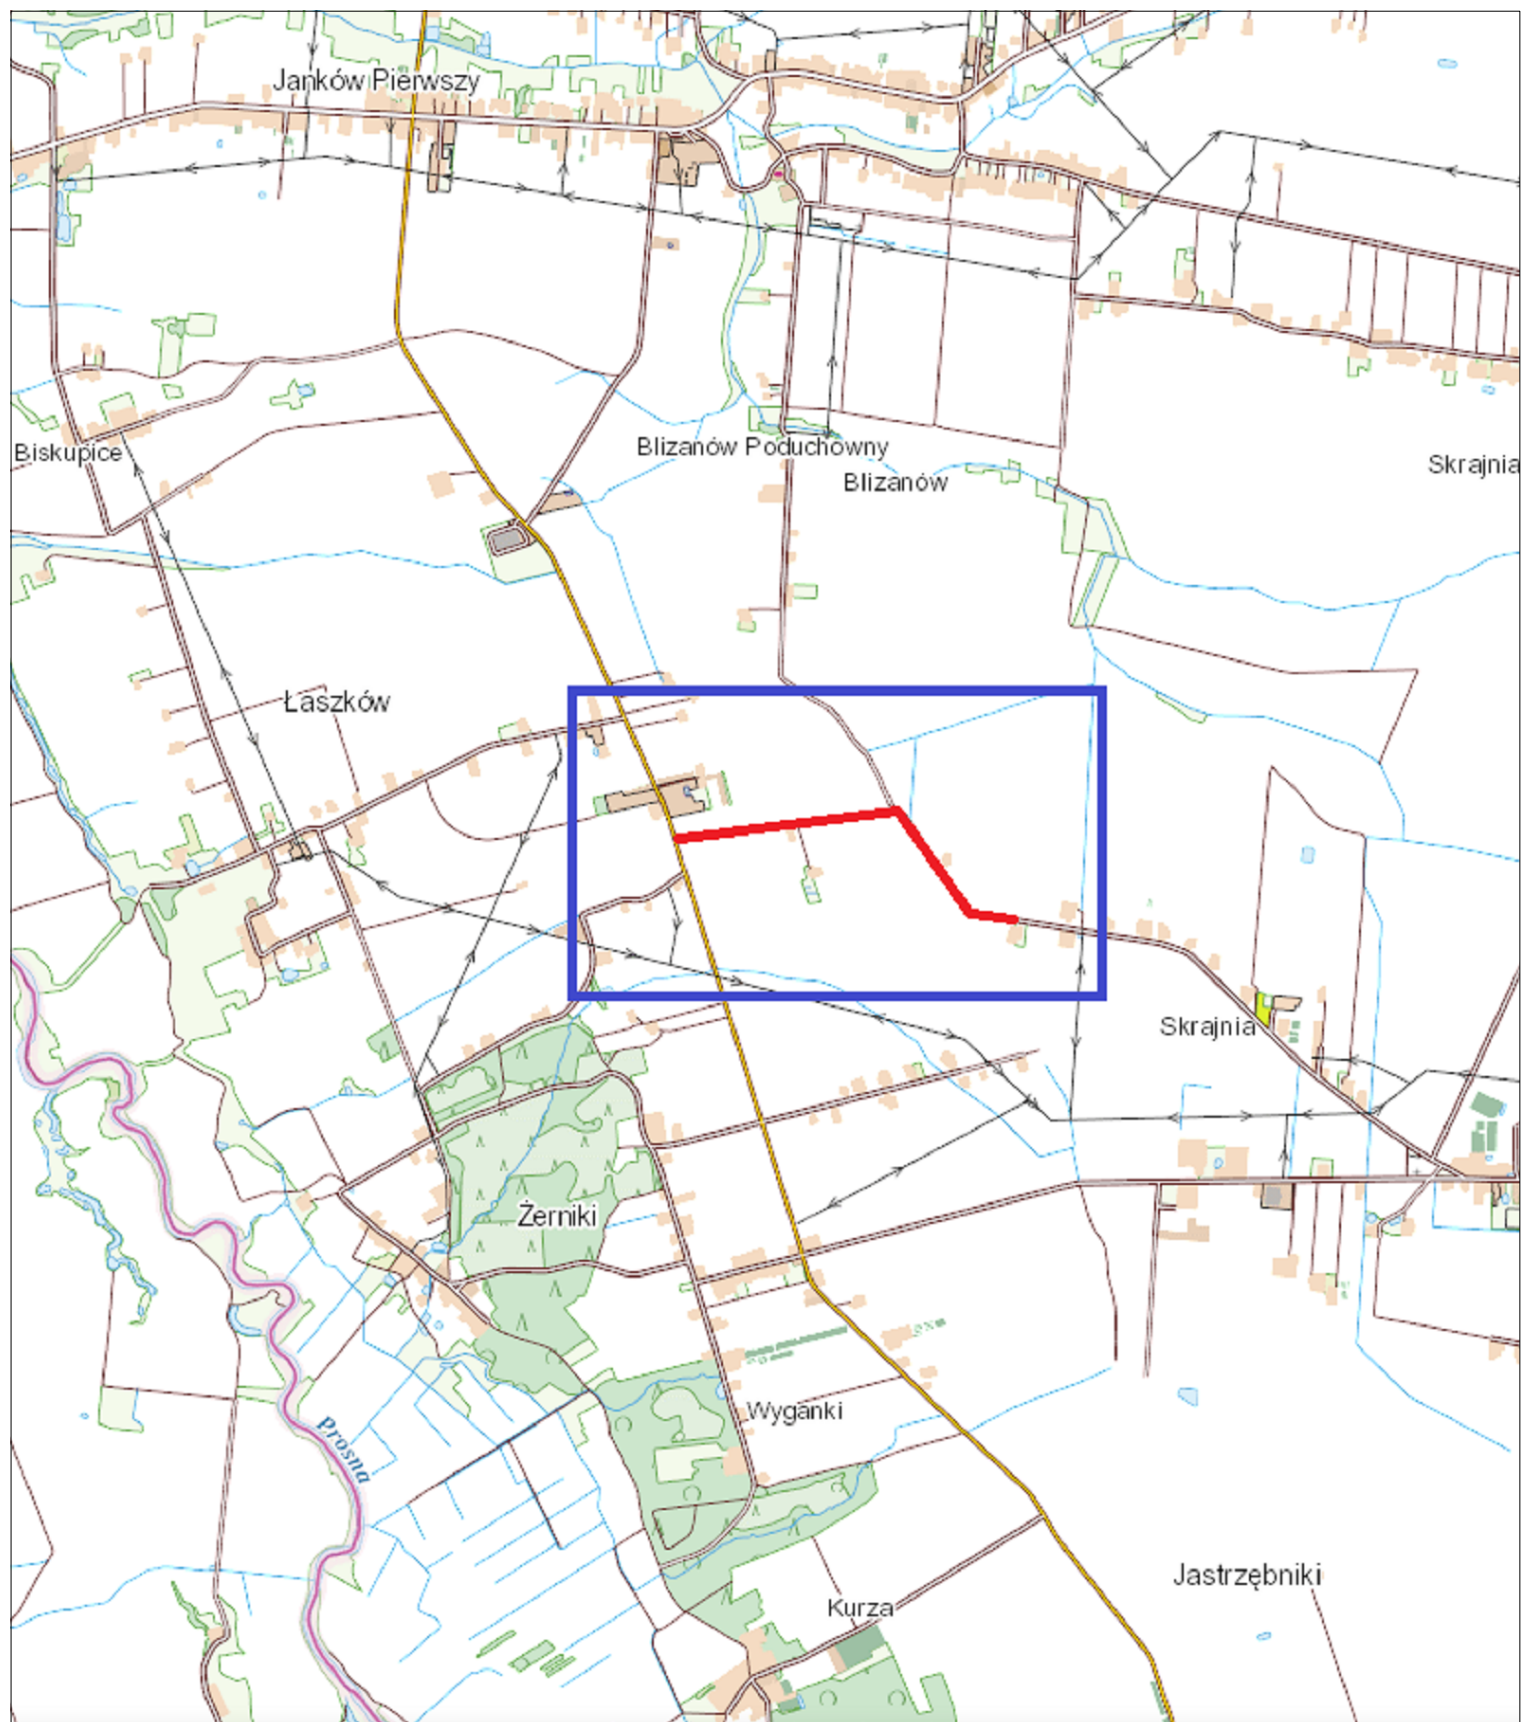 Janków Pierwszy
Biskupice
Blizanów Poduchowny
Blizanów
Skrajnia
Łaszków
Skrajnia
Żerniki
Wyganki
Prosna
Jastrzębniki
Kurza